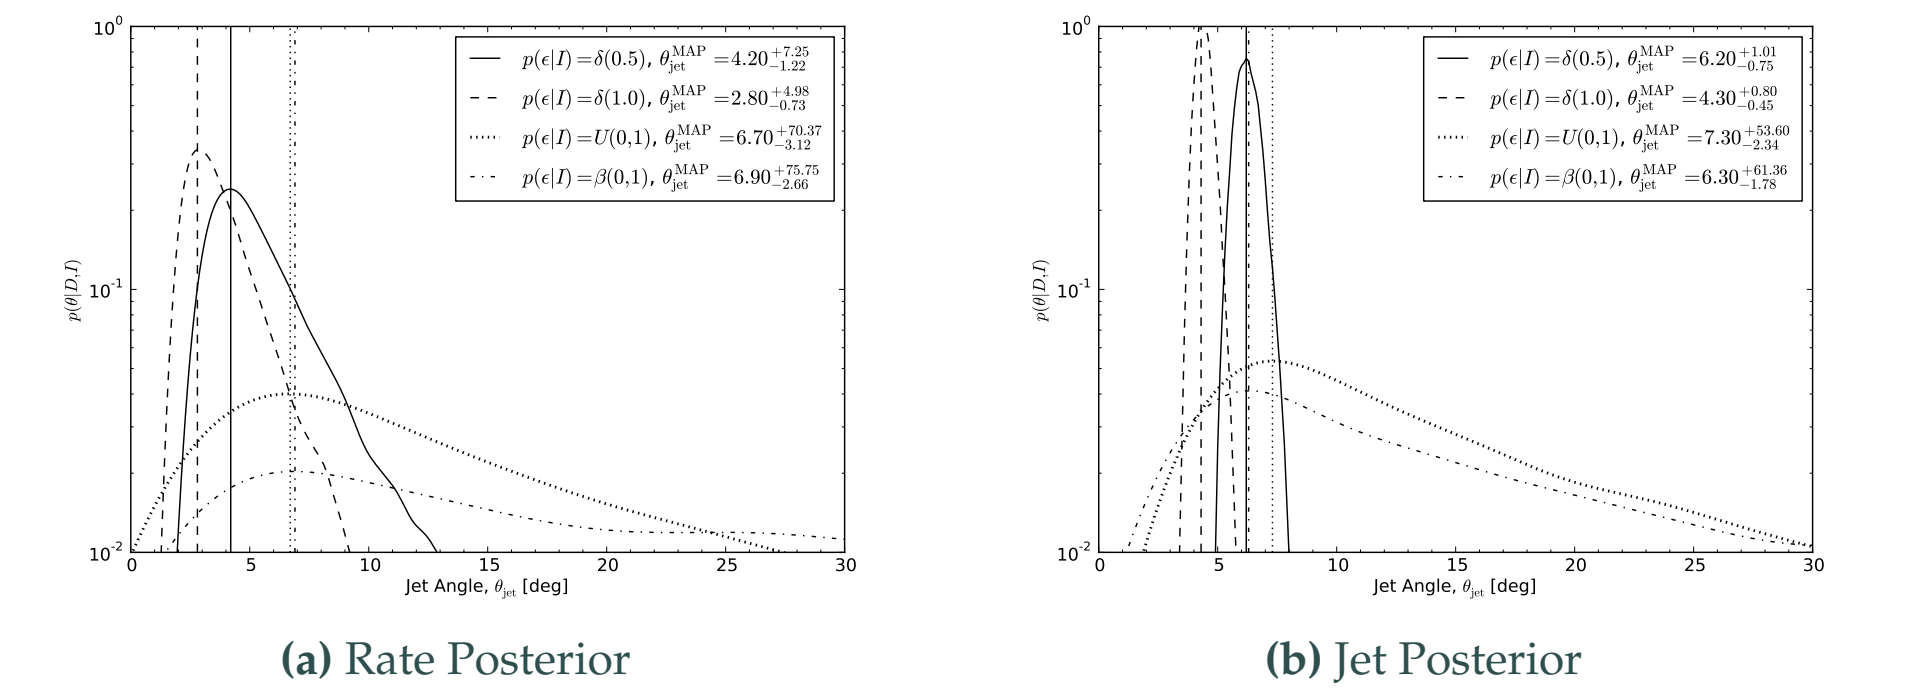 10^0
10^-1
10^-2
p(θ|D,I)
p(ϵ|I)=δ(0.5), θ_jet^MAP =4.20^{+7.25}_{−1.22}
p(ϵ|I)=δ(1.0), θ_jet^MAP =2.80^{+4.98}_{−0.73}
p(ϵ|I)=U(0,1), θ_jet^MAP =6.70^{+70.37}_{−3.12}
p(ϵ|I)=β(0,1), θ_jet^MAP =6.90^{+75.75}_{−2.66}
0 5 10 15 20 25 30
Jet Angle, θ_jet [deg]
(a) Rate Posterior
10^0
10^-1
10^-2
p(θ|D,I)
p(ϵ|I)=δ(0.5), θ_jet^MAP =6.20^{+1.01}_{−0.75}
p(ϵ|I)=δ(1.0), θ_jet^MAP =4.30^{+0.80}_{−0.45}
p(ϵ|I)=U(0,1), θ_jet^MAP =7.30^{+53.60}_{−2.34}
p(ϵ|I)=β(0,1), θ_jet^MAP =6.30^{+61.36}_{−1.78}
0 5 10 15 20 25 30
Jet Angle, θ_jet [deg]
(b) Jet Posterior